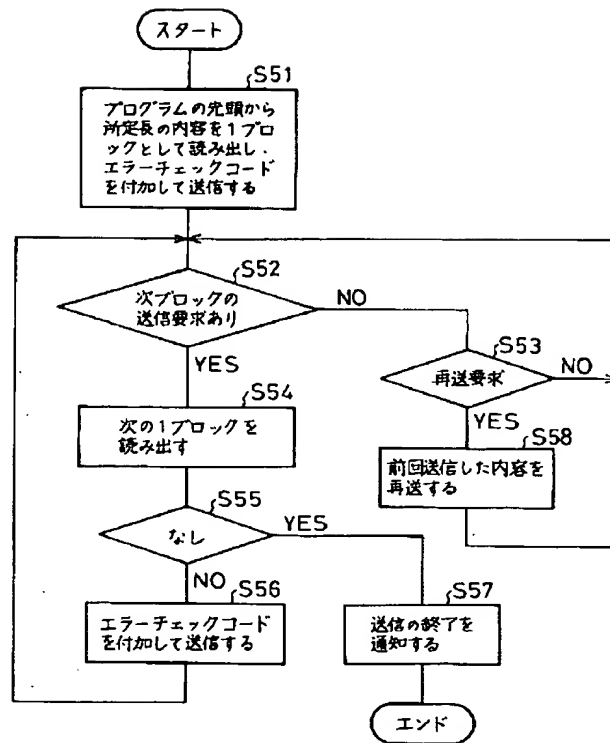 スタート
S51
プログラムの先頭から
所定長の内容を1ブロ
ックとして読み出し、
エラーチェックコード
を付加して送信する
S52
次ブロックの
送信要求あり
NO
YES
S53
再送要求
NO
YES
S54
次の1ブロックを
読み出す
S58
前回送信した内容を
再送する
S55
なし
YES
NO
S56
エラーチェックコード
を付加して送信する
S57
送信の終了を
通知する
エンド